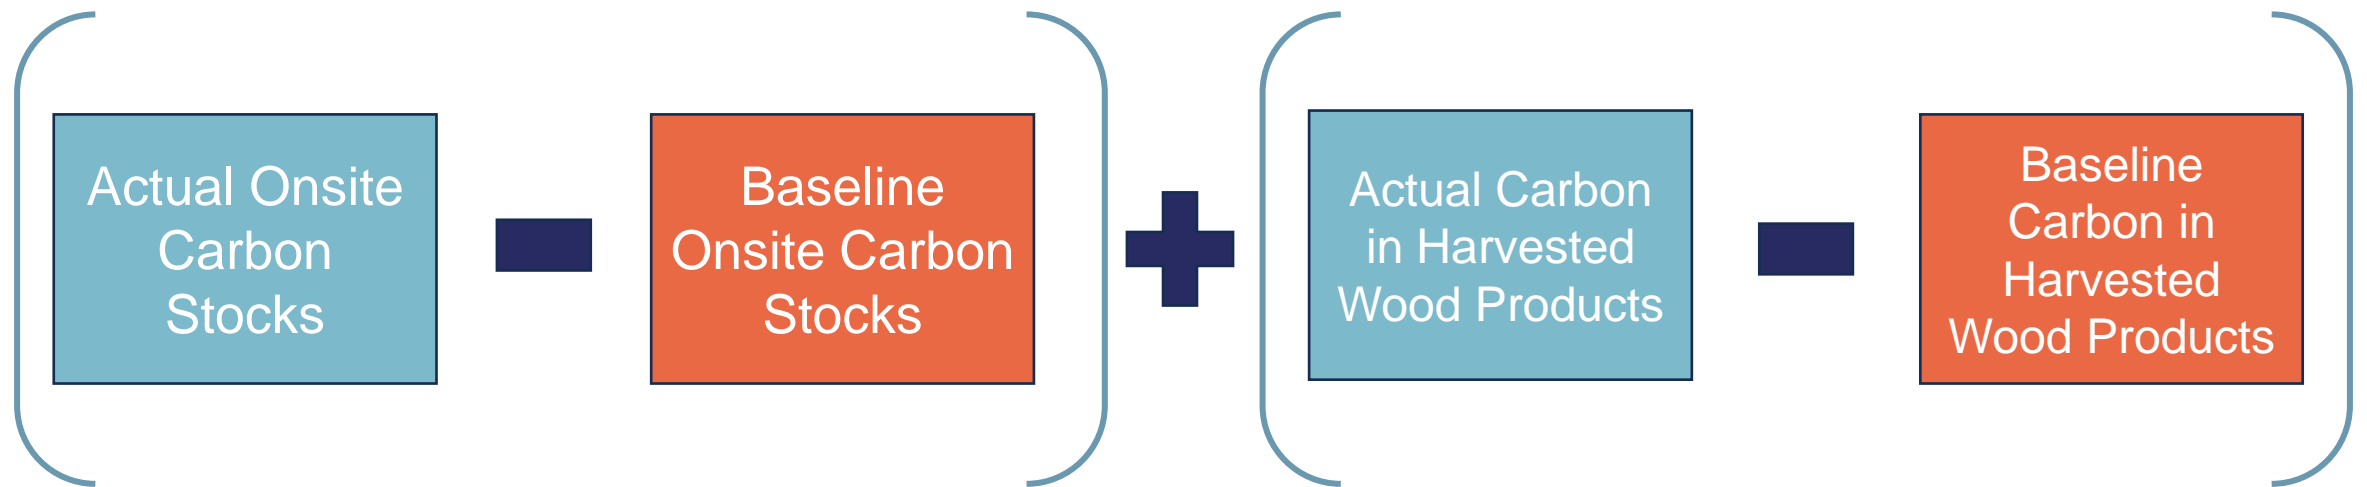 Actual Onsite
Carbon
Stocks
Baseline
Onsite Carbon
Stocks
Actual Carbon
in Harvested
Wood Products
Baseline
Carbon in
Harvested
Wood Products